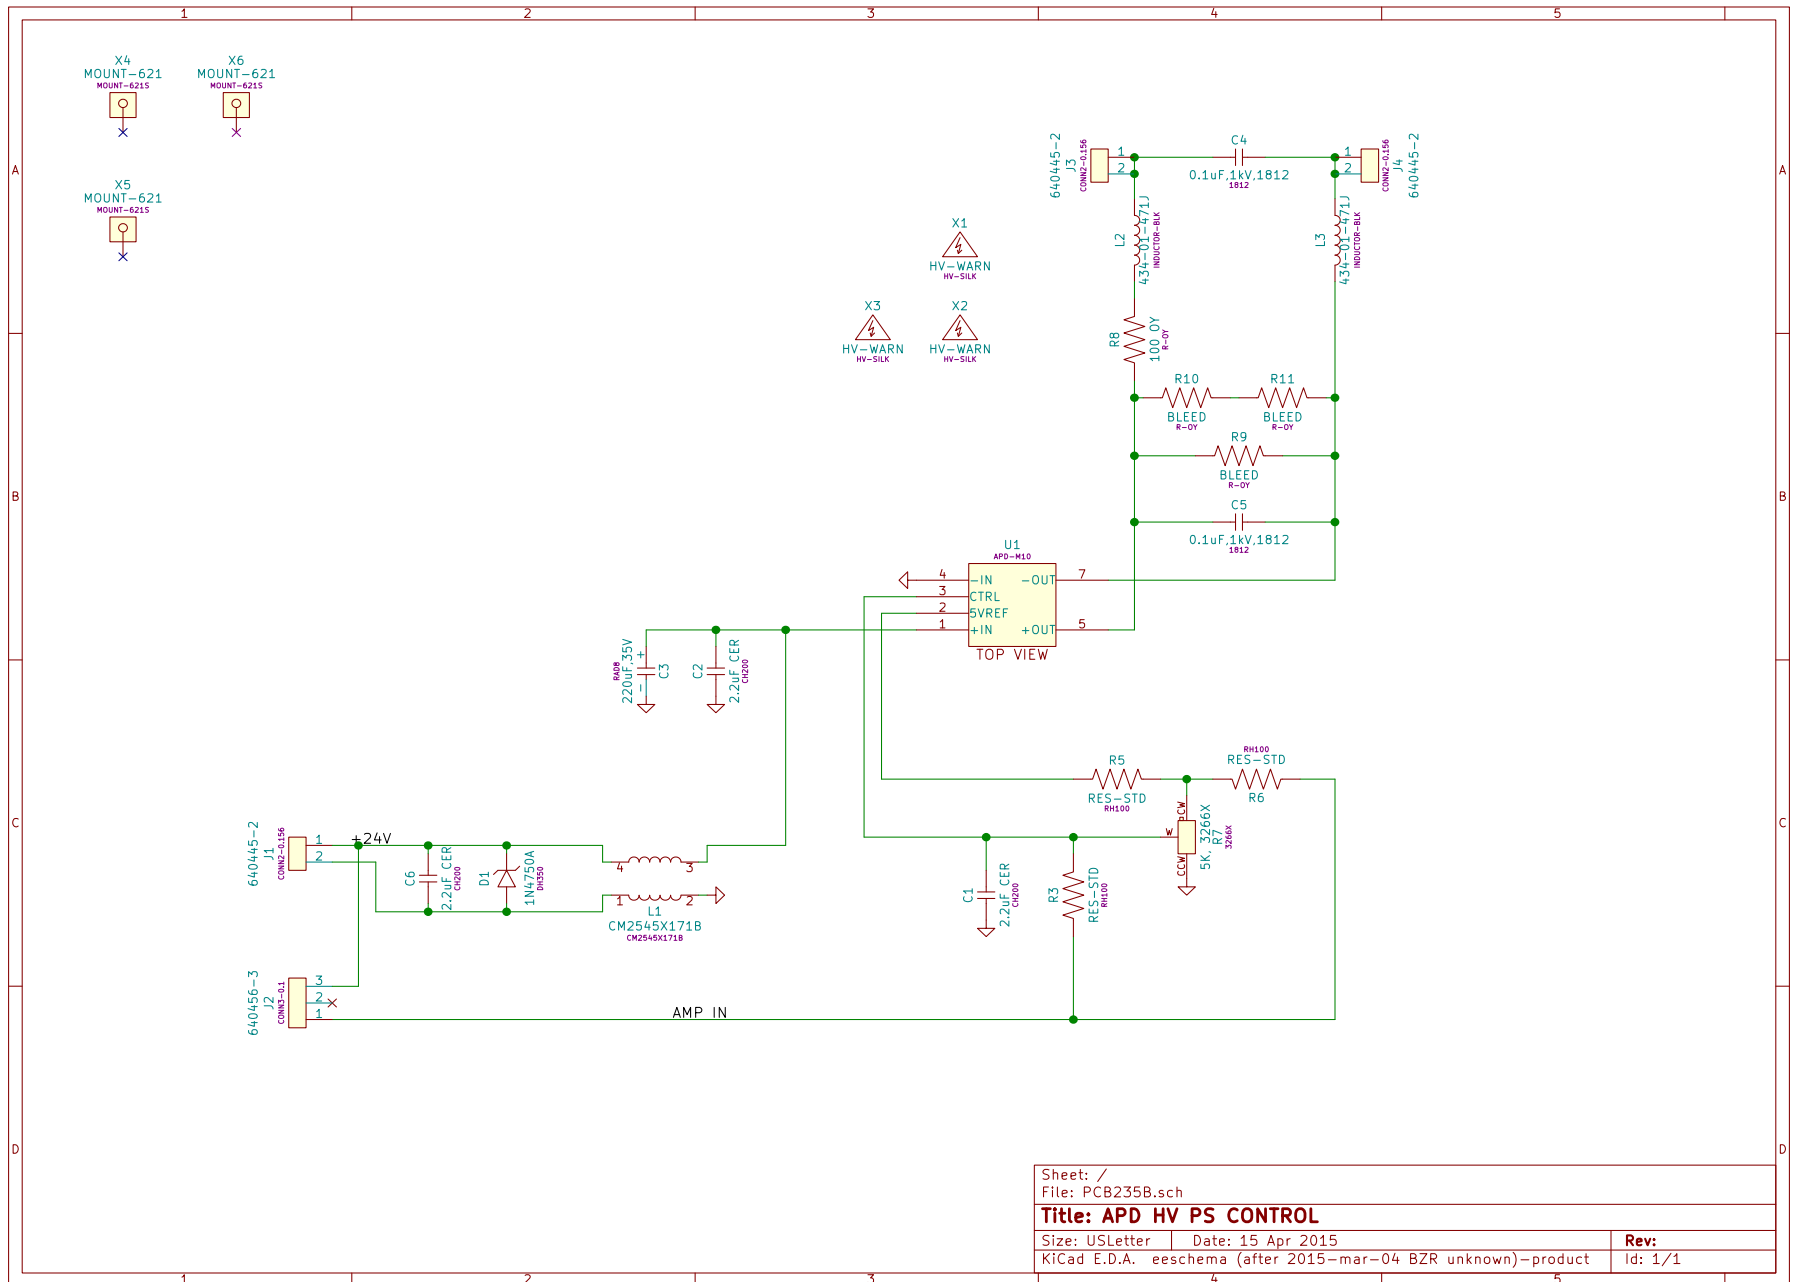 1 2 3 4 5
X4
MOUNT-621
MOUNT-621S
X6
MOUNT-621
MOUNT-621S
X5
MOUNT-621
MOUNT-621S
A
A
640445-2
J3
CONN2-0.156
1
2
C4
0.1uF,1kV,1812
1812
1
2
CONN2-0.156
J4
640445-2
L2
434-01-471J
INDUCTOR-BLK
L3
434-01-471J
INDUCTOR-BLK
X1
HV-WARN
HV-SILK
X3
HV-WARN
HV-SILK
X2
HV-WARN
HV-SILK
R8
100 OY
R-OY
R10
BLEED
R-OY
R11
BLEED
R-OY
R9
BLEED
R-OY
B
B
C5
0.1uF,1kV,1812
1812
U1
APD-M10
4 -IN
3 CTRL
2 5VREF
1 +IN
-OUT 7
+OUT 5
TOP VIEW
RAD8
220uF,35V
+
-
C3
C2
2.2uF CER
CH200
R5
RES-STD
RH100
RH100
RES-STD
R6
C
C
640445-2
J1
CONN2-0.156
1
2
+24V
C6
2.2uF CER
CH200
D1
1N4750A
DH350
4 3
1 2
L1
CM2545X171B
CM2545X171B
C1
2.2uF CER
CH200
R3
RES-STD
RH100
CW
W
CCW
5K, 3266X
R7
3266X
640456-3
J2
CONN3-0.1
3
2
1
AMP IN
D
D
Sheet: /
File: PCB235B.sch
Title: APD HV PS CONTROL
Size: USLetter Date: 15 Apr 2015 Rev:
KiCad E.D.A. eeschema (after 2015-mar-04 BZR unknown)-product Id: 1/1
1 2 3 4 5